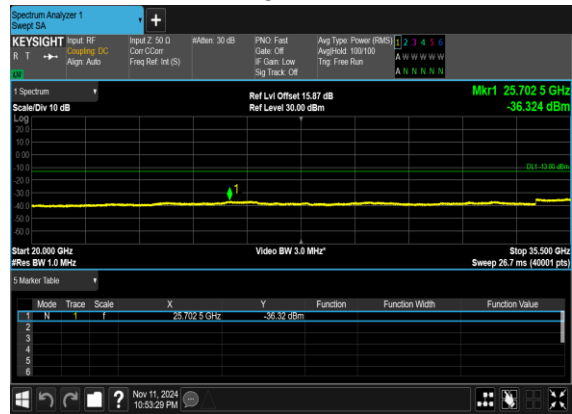 Spectrum Analyzer 1
Swept SA
+
KEYSIGHT
R T
LW
Input: RF
Coupling: DC
Align: Auto
Input Z: 50 Ω
Corr CCorr
Freq Ref: Int (S)
#Atten: 30 dB
PNO: Fast
Gate: Off
IF Gain: Low
Sig Track: Off
Avg Type: Power (RMS)
Avg|Hold: 100/100
Trig: Free Run
1 2 3 4 5 6
A W W W W W
A N N N N N
1 Spectrum
Scale/Div 10 dB
Ref Lvl Offset 15.87 dB
Ref Level 30.00 dBm
Mkr1 25.702 5 GHz
-36.324 dBm
Log
20.0
10.0
0.00
-10.0
-20.0
-30.0
-40.0
-50.0
-60.0
DL1 -13.00 dBm
1
Start 20.000 GHz
#Res BW 1.0 MHz
Video BW 3.0 MHz*
Stop 35.500 GHz
Sweep 26.7 ms (40001 pts)
5 Marker Table
Mode Trace Scale X Y Function Function Width Function Value
1 N 1 f 25.702 5 GHz -36.32 dBm
2
3
4
5
6
?
Nov 11, 2024
10:53:29 PM